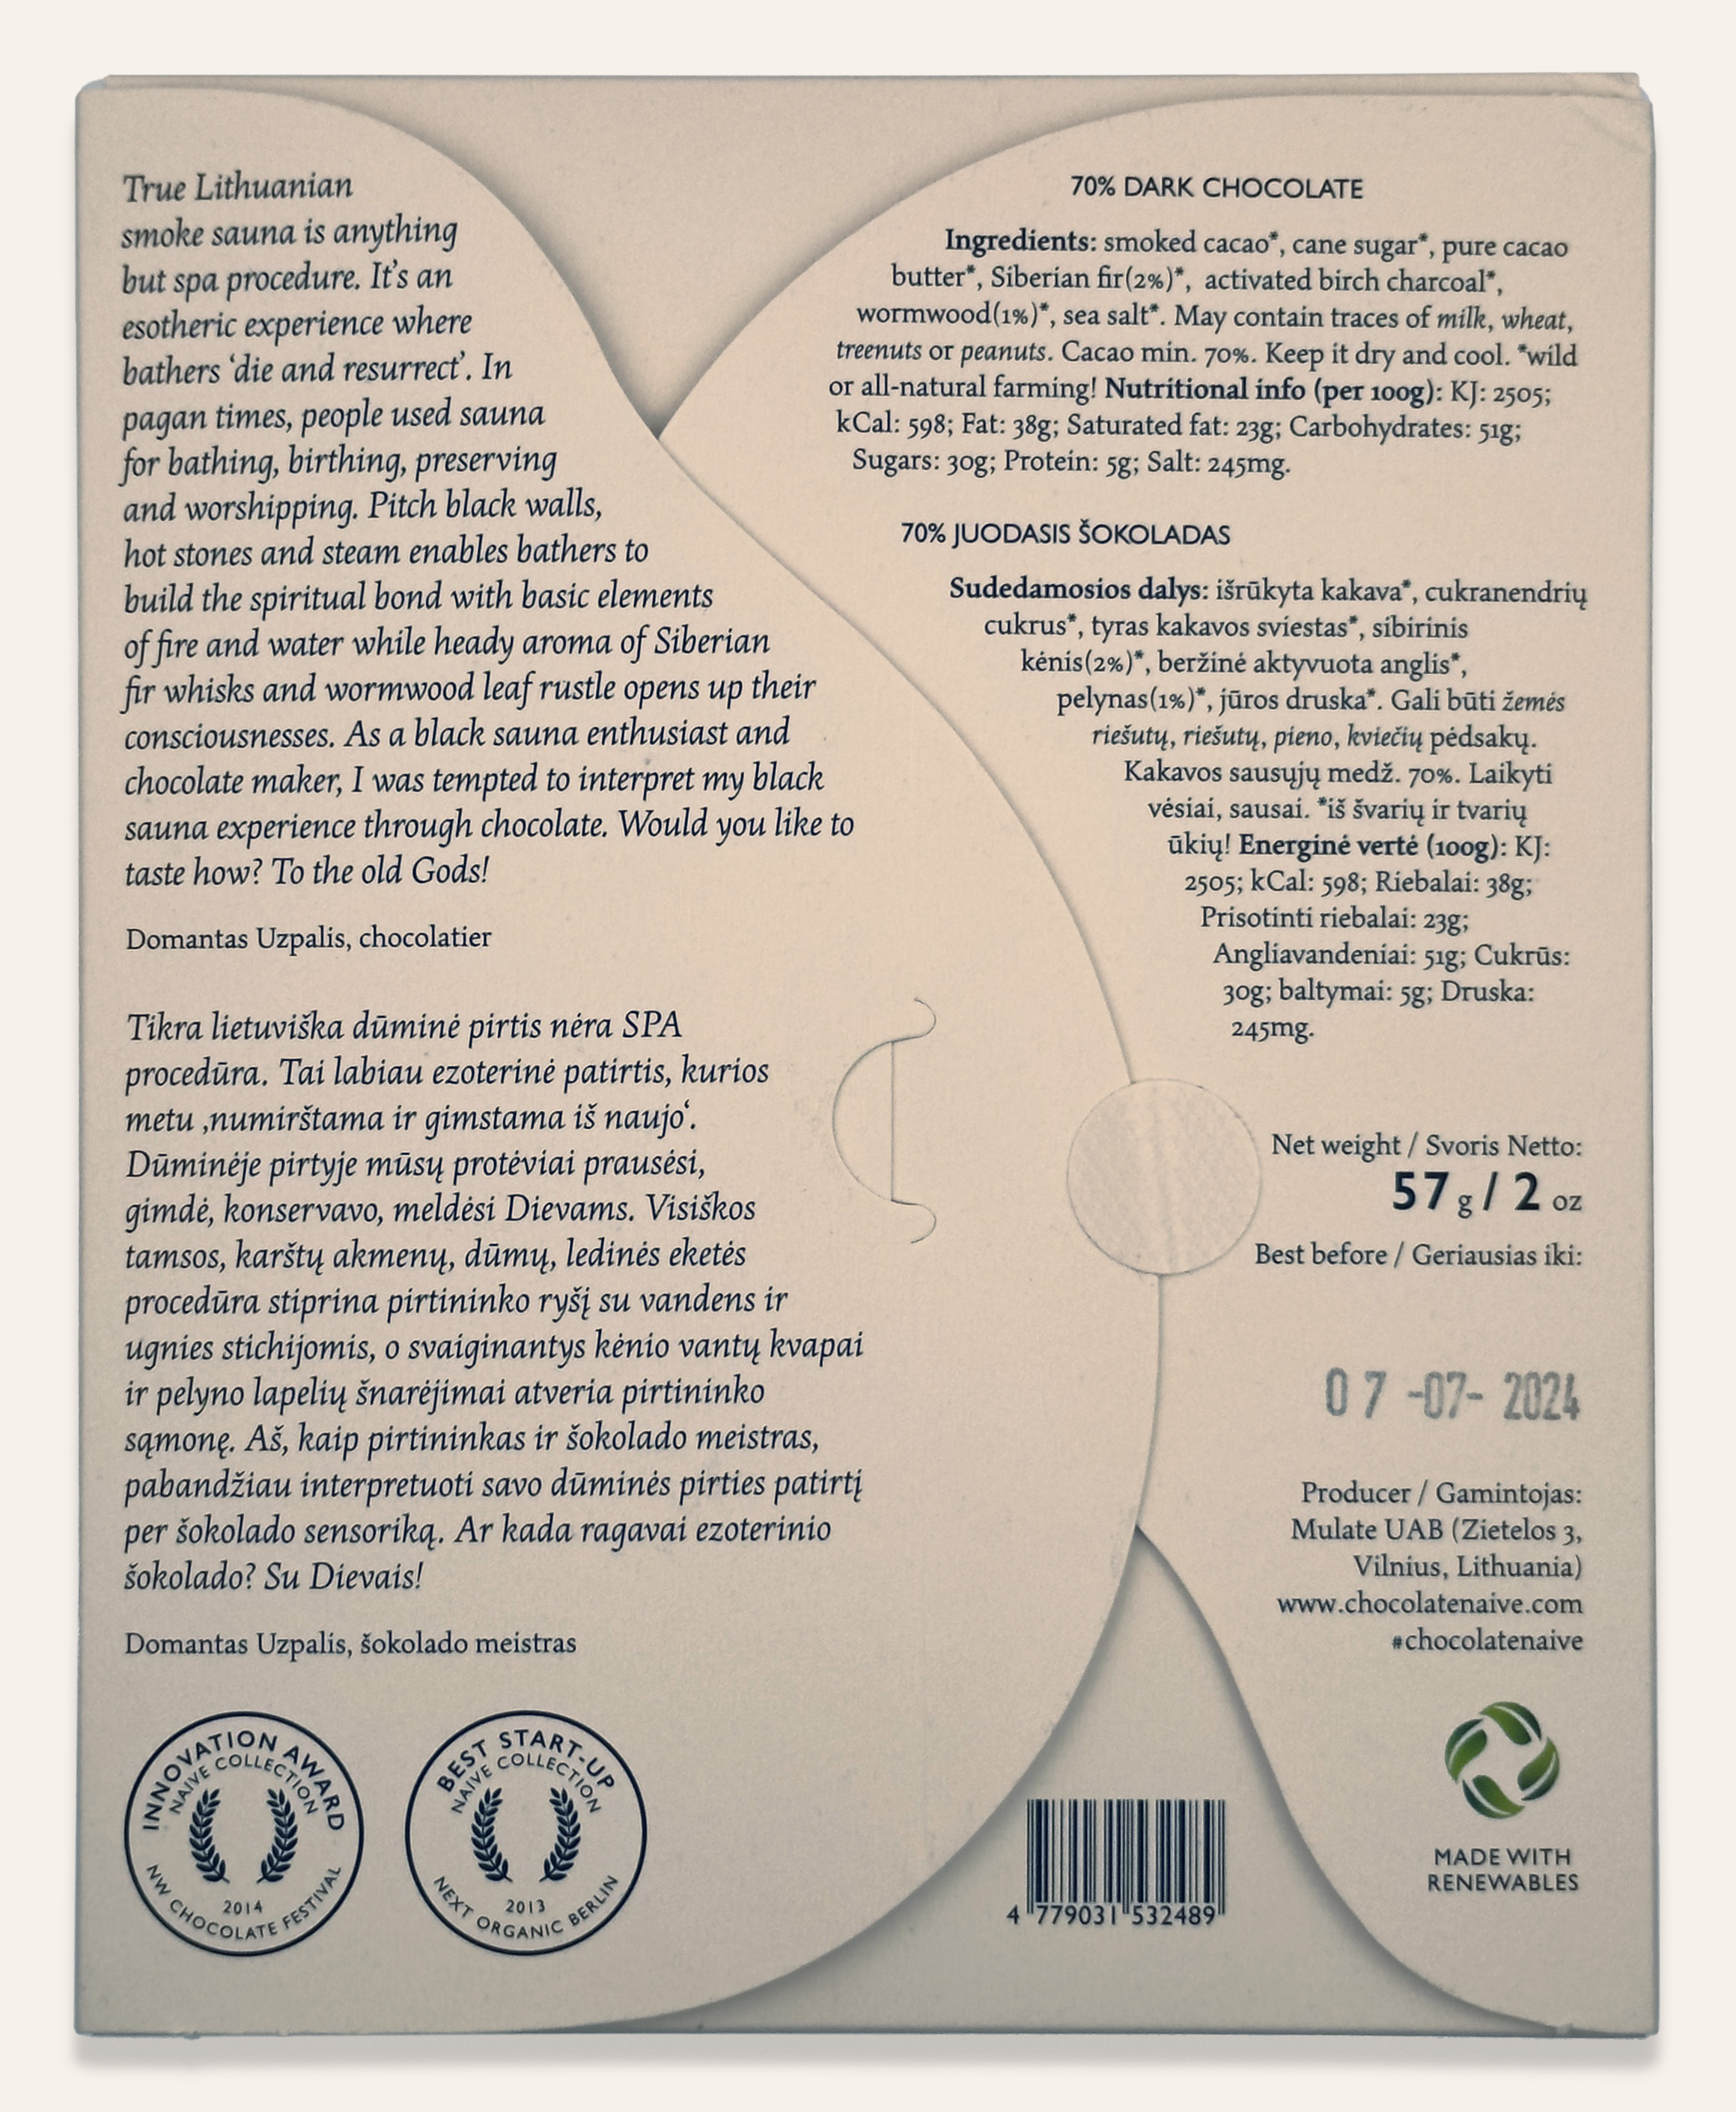 True Lithuanian
smoke sauna is anything
but spa procedure. It's an
esotheric experience where
bathers 'die and resurrect'. In
pagan times, people used sauna
for bathing, birthing, preserving
and worshipping. Pitch black walls,
hot stones and steam enables bathers to
build the spiritual bond with basic elements
of fire and water while heady aroma of Siberian
fir whisks and wormwood leaf rustle opens up their
consciousnesses. As a black sauna enthusiast and
chocolate maker, I was tempted to interpret my black
sauna experience through chocolate. Would you like to
taste how? To the old Gods!
Domantas Uzpalis, chocolatier
Tikra lietuviška dūminė pirtis nėra SPA
procedūra. Tai labiau ezoterinė patirtis, kurios
metu ‚numirštama ir gimstama iš naujo‘.
Dūminėje pirtyje mūsų protėviai prausėsi,
gimdė, konservavo, meldėsi Dievams. Visiškos
tamsos, karštų akmenų, dūmų, ledinės eketės
procedūra stiprina pirtininko ryšį su vandens ir
ugnies stichijomis, o svaiginantys kėnio vantų kvapai
ir pelyno lapelių šnarėjimai atveria pirtininko
sąmonę. Aš, kaip pirtininkas ir šokolado meistras,
pabandžiau interpretuoti savo dūminės pirties patirtį
per šokolado sensoriką. Ar kada ragavai ezoterinio
šokolado? Su Dievais!
Domantas Uzpalis, šokolado meistras
INNOVATION AWARD
NAIVE COLLECTION
2014
NW CHOCOLATE FESTIVAL
BEST START-UP
NAIVE COLLECTION
2013
NEXT ORGANIC BERLIN
70% DARK CHOCOLATE
Ingredients: smoked cacao*, cane sugar*, pure cacao
butter*, Siberian fir(2%)*, activated birch charcoal*,
wormwood(1%)*, sea salt*. May contain traces of milk, wheat,
treenuts or peanuts. Cacao min. 70%. Keep it dry and cool. *wild
or all-natural farming! Nutritional info (per 100g): KJ: 2505;
kCal: 598; Fat: 38g; Saturated fat: 23g; Carbohydrates: 51g;
Sugars: 30g; Protein: 5g; Salt: 245mg.
70% JUODASIS ŠOKOLADAS
Sudedamosios dalys: išrūkyta kakava*, cukranendrių
cukrus*, tyras kakavos sviestas*, sibirinis
kėnis(2%)*, beržinė aktyvuota anglis*,
pelynas(1%)*, jūros druska*. Gali būti žemės
riešutų, riešutų, pieno, kviečių pėdsakų.
Kakavos sausųjų medž. 70%. Laikyti
vėsiai, sausai. *iš švarių ir tvarių
ūkių! Energinė vertė (100g): KJ:
2505; kCal: 598; Riebalai: 38g;
Prisotinti riebalai: 23g;
Angliavandeniai: 51g; Cukrūs:
30g; baltymai: 5g; Druska:
245mg.
Net weight / Svoris Netto:
57 g / 2 oz
Best before / Geriausias iki:
07 -07- 2024
Producer / Gamintojas:
Mulate UAB (Zietelos 3,
Vilnius, Lithuania)
www.chocolatenaive.com
#chocolatenaive
MADE WITH
RENEWABLES
4 779031 532489